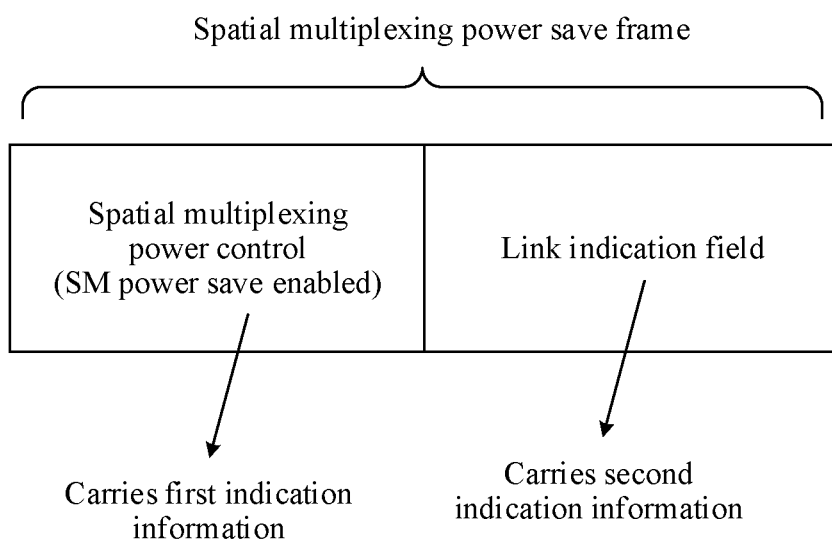 Spatial multiplexing power save frame
Spatial multiplexing
power control
(SM power save enabled)
Link indication field
Carries first indication
information
Carries second
indication information